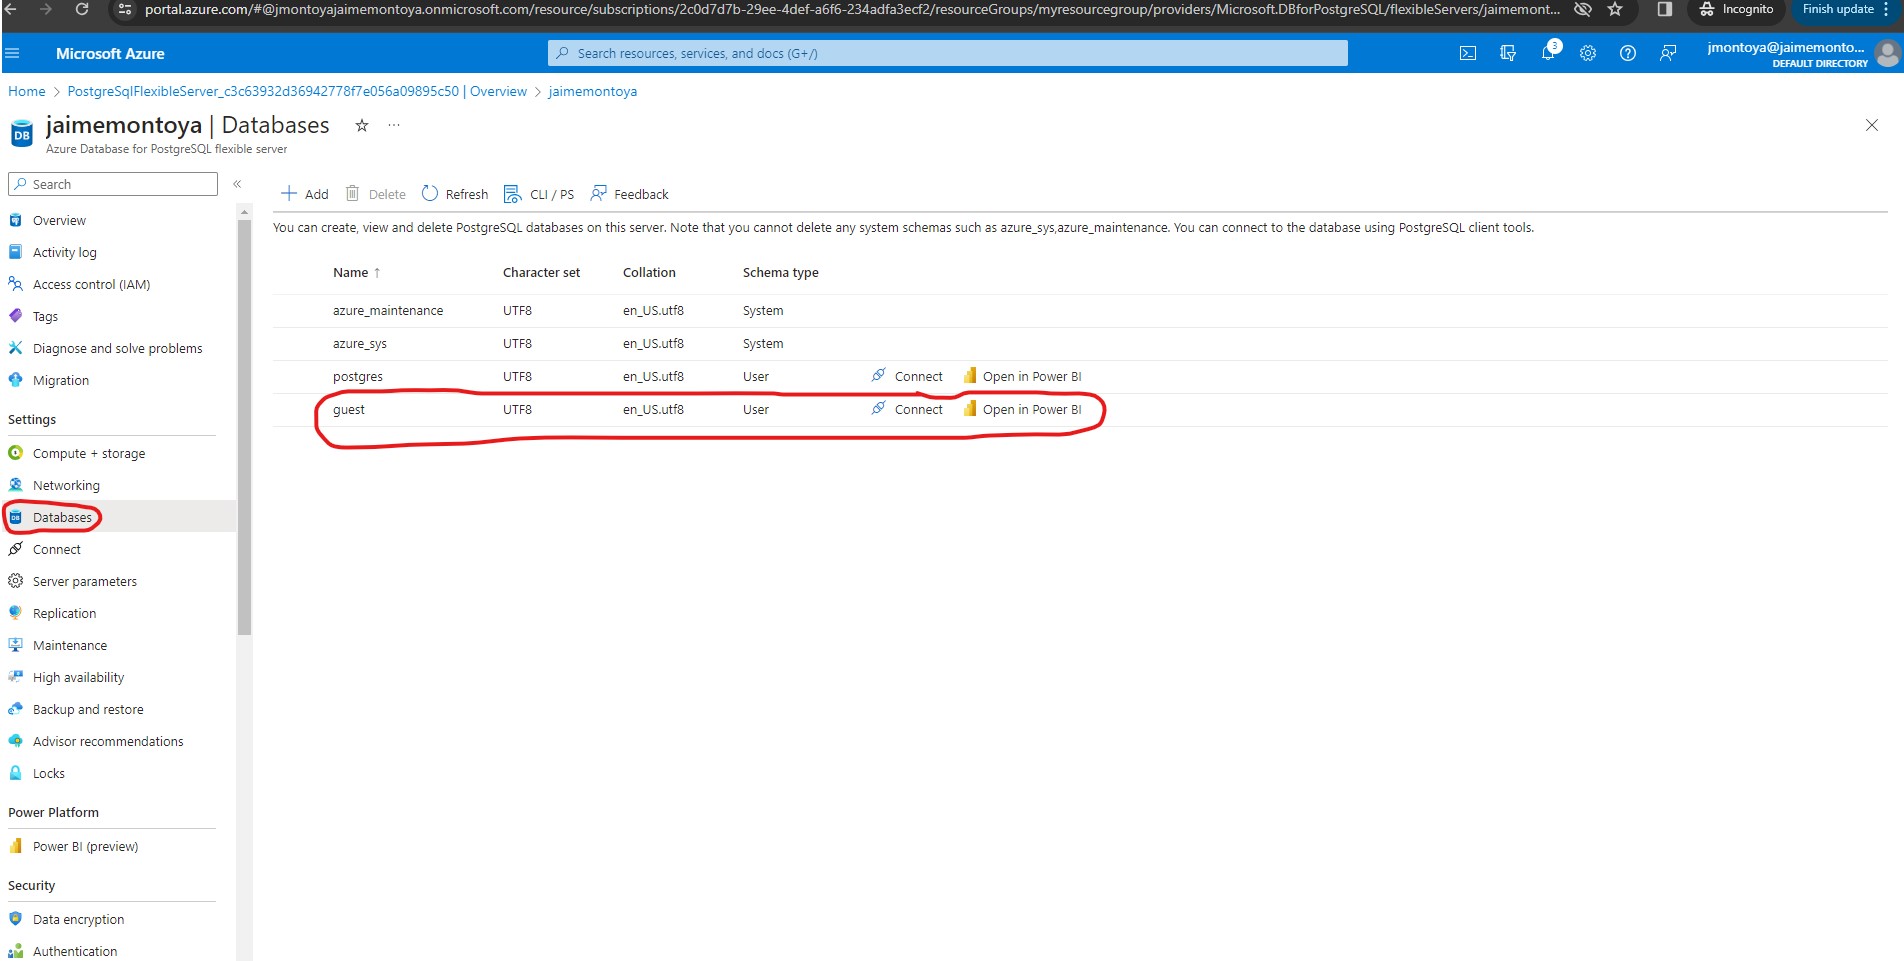 portal.azure.com/#@jmontoyajaimemontoya.onmicrosoft.com/resource/subscriptions/2c0d7d7b-29ee-4def-a6f6-234adfa3ecf2/resourceGroups/myresourcegroup/providers/Microsoft.DBforPostgreSQL/flexibleServers/jaimemont... Incognito Finish update
Microsoft Azure Search resources, services, and docs (G+/) 3 jmontoya@jaimemonto...
DEFAULT DIRECTORY
Home > PostgreSqlFlexibleServer_c3c63932d36942778f7e056a09895c50 | Overview > jaimemontoya
DB jaimemontoya | Databases ...
Azure Database for PostgreSQL flexible server
Search «
Overview
Activity log
Access control (IAM)
Tags
Diagnose and solve problems
Migration
Settings
Compute + storage
Networking
Databases
Connect
Server parameters
Replication
Maintenance
High availability
Backup and restore
Advisor recommendations
Locks
Power Platform
Power BI (preview)
Security
Data encryption
Authentication
Add Delete Refresh CLI / PS Feedback
You can create, view and delete PostgreSQL databases on this server. Note that you cannot delete any system schemas such as azure_sys,azure_maintenance. You can connect to the database using PostgreSQL client tools.
Name ↑ Character set Collation Schema type
azure_maintenance UTF8 en_US.utf8 System
azure_sys UTF8 en_US.utf8 System
postgres UTF8 en_US.utf8 User Connect Open in Power BI
guest UTF8 en_US.utf8 User Connect Open in Power BI